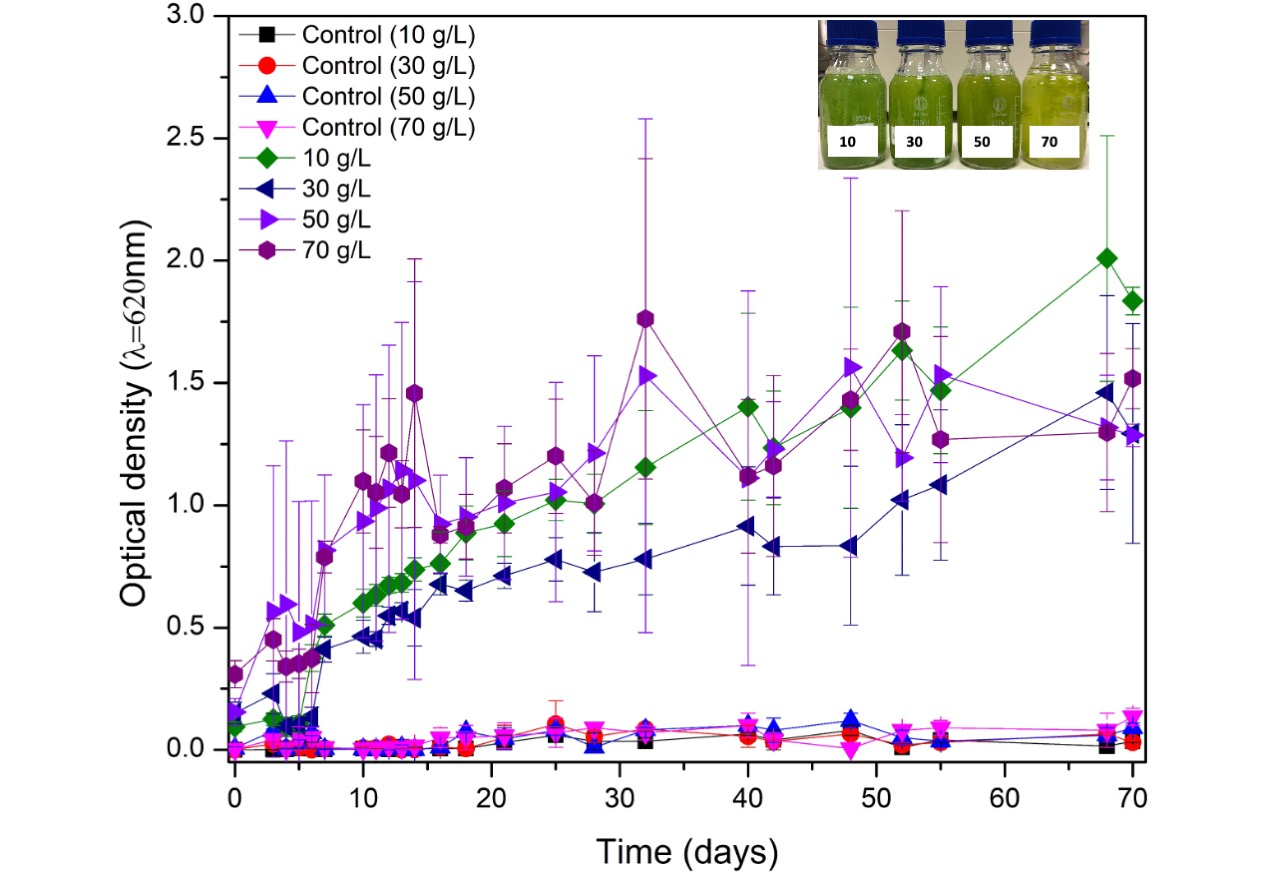 3.0
2.5
2.0
1.5
1.0
0.5
0.0
Optical density (λ=620nm)
Control (10 g/L)
Control (30 g/L)
Control (50 g/L)
Control (70 g/L)
10 g/L
30 g/L
50 g/L
70 g/L
10 30 50 70
0 10 20 30 40 50 60 70
Time (days)